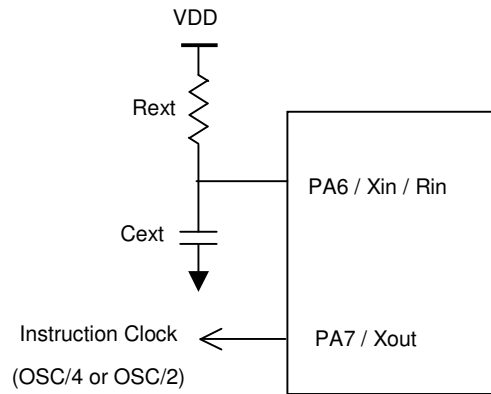 VDD
Rext
PA6 / Xin / Rin
Cext
Instruction Clock
PA7 / Xout
(OSC/4 or OSC/2)